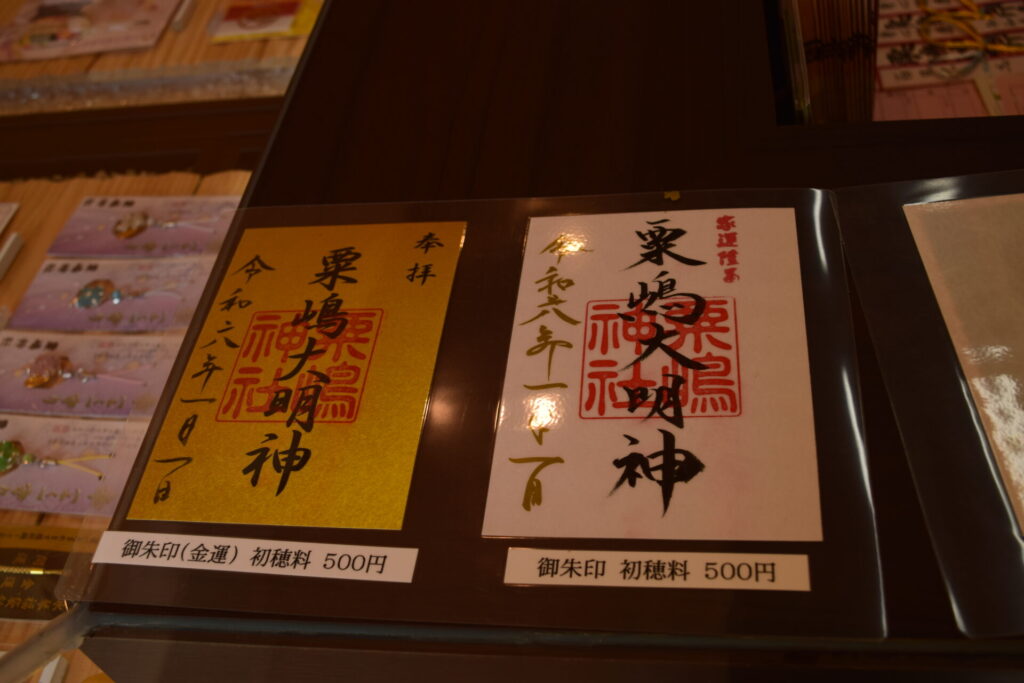 奉拝
粟嶋大明神
粟嶋神社
令和六年一月一日
御朱印(金運) 初穂料 500円
家運隆昌
粟嶋大明神
粟嶋神社
令和六年一月一日
御朱印 初穂料 500円